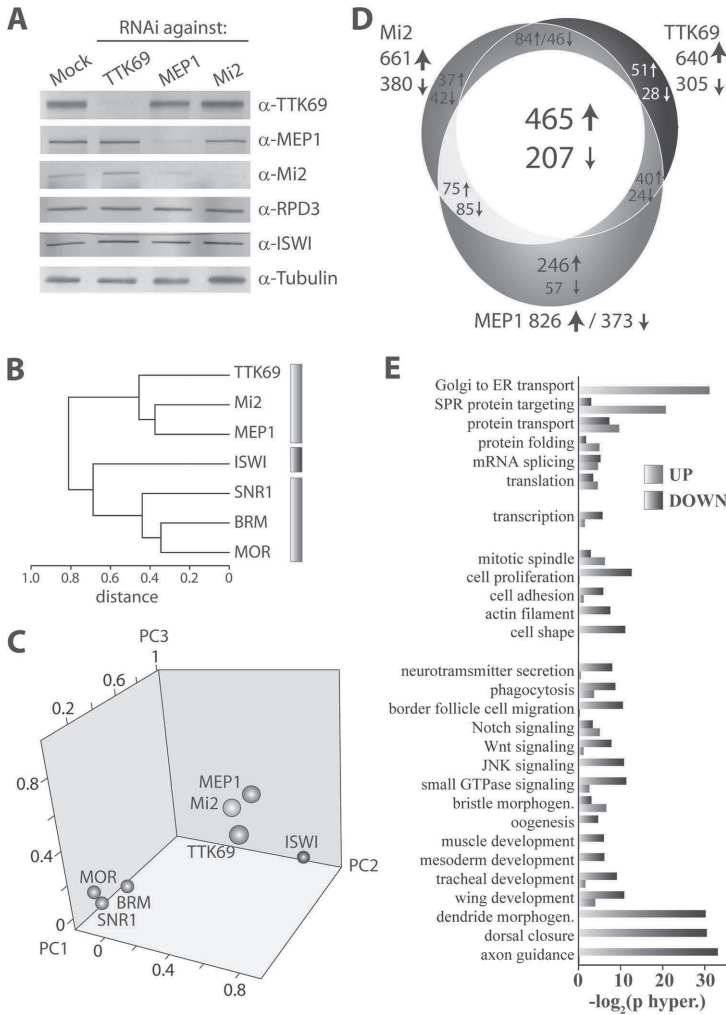 A
RNAi against:
Mock TTK69 MEP1 Mi2
α-TTK69
α-MEP1
α-Mi2
α-RPD3
α-ISWI
α-Tubulin
B
TTK69
Mi2
MEP1
ISWI
SNR1
BRM
MOR
1.0 0.8 0.6 0.4 0.2 0
distance
C
PC3
1
0.6
0.2
0.8
0.4
0
MEP1
Mi2
TTK69
ISWI
PC2
MOR
BRM
SNR1
PC1
0
0.4
0.8
D
Mi2
661↑
380↓
TTK69
640↑
305↓
84↑/46↓
37↑
42↓
51↑
28↓
465↑
207↓
75↑
85↓
40↑
24↓
246↑
57↓
MEP1 826↑/ 373↓
E
Golgi to ER transport
SPR protein targeting
protein transport
protein folding
mRNA splicing
translation
transcription
mitotic spindle
cell proliferation
cell adhesion
actin filament
cell shape
neurotramsmitter secretion
phagocytosis
border follicle cell migration
Notch signaling
Wnt signaling
JNK signaling
small GTPase signaling
bristle morphogen.
oogenesis
muscle development
mesoderm development
tracheal development
wing development
dendride morphogen.
dorsal closure
axon guidance
UP
DOWN
0 10 20 30
-log2(p hyper.)